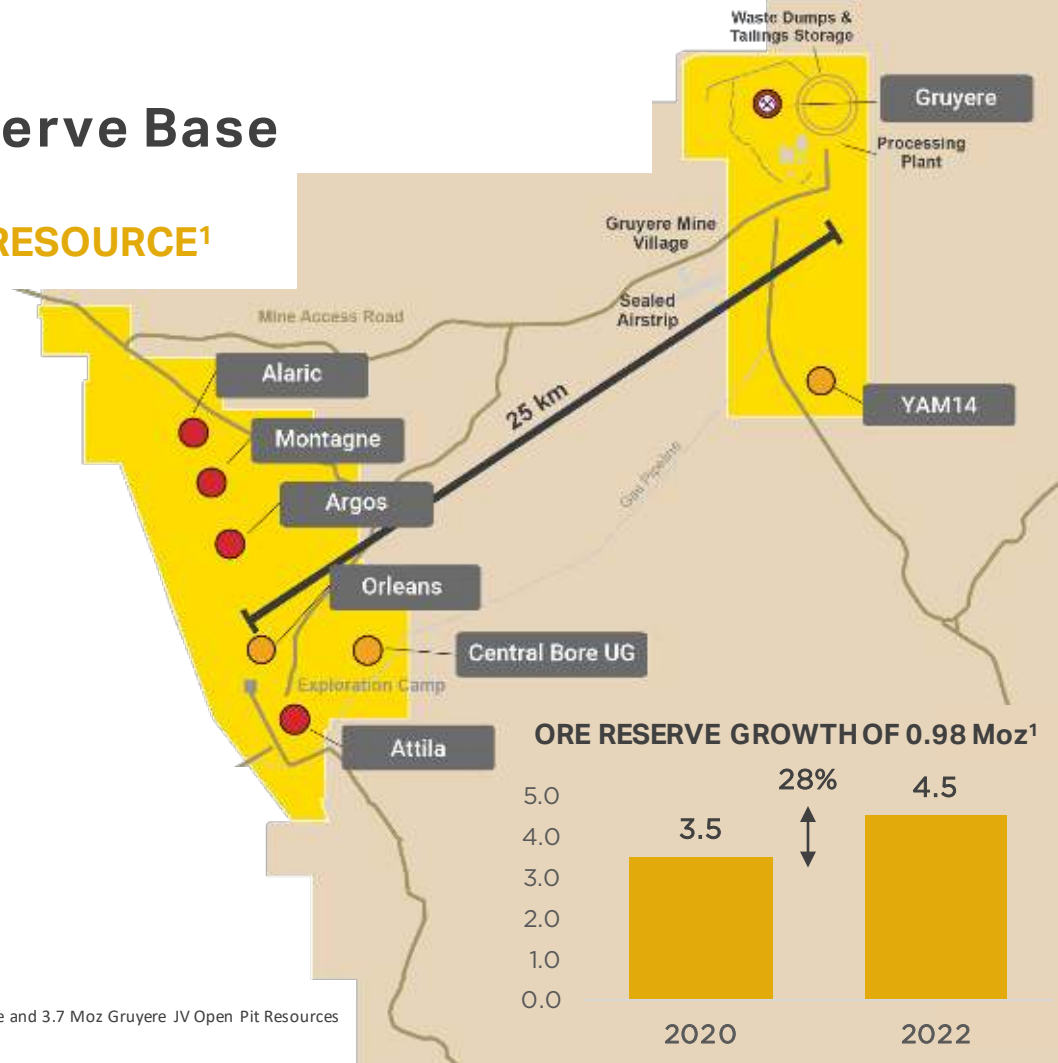 Waste Dumps &
Tailings Storage
Gruyere
erve Base
Processing
Plant
RESOURCE¹
Gruyere Mine
Village
Sealed
Airstrip
Mine Access Road
Alaric
25 km
YAM14
Montagne
Gas Pipeline
Argos
Orleans
Central Bore UG
Exploration Camp
Attila
ORE RESERVE GROWTH OF 0.98 Moz¹
28%
5.0
4.5
4.0
3.5
3.0
2.0
1.0
0.0
2020
2022
e and 3.7 Moz Gruyere JV Open Pit Resources